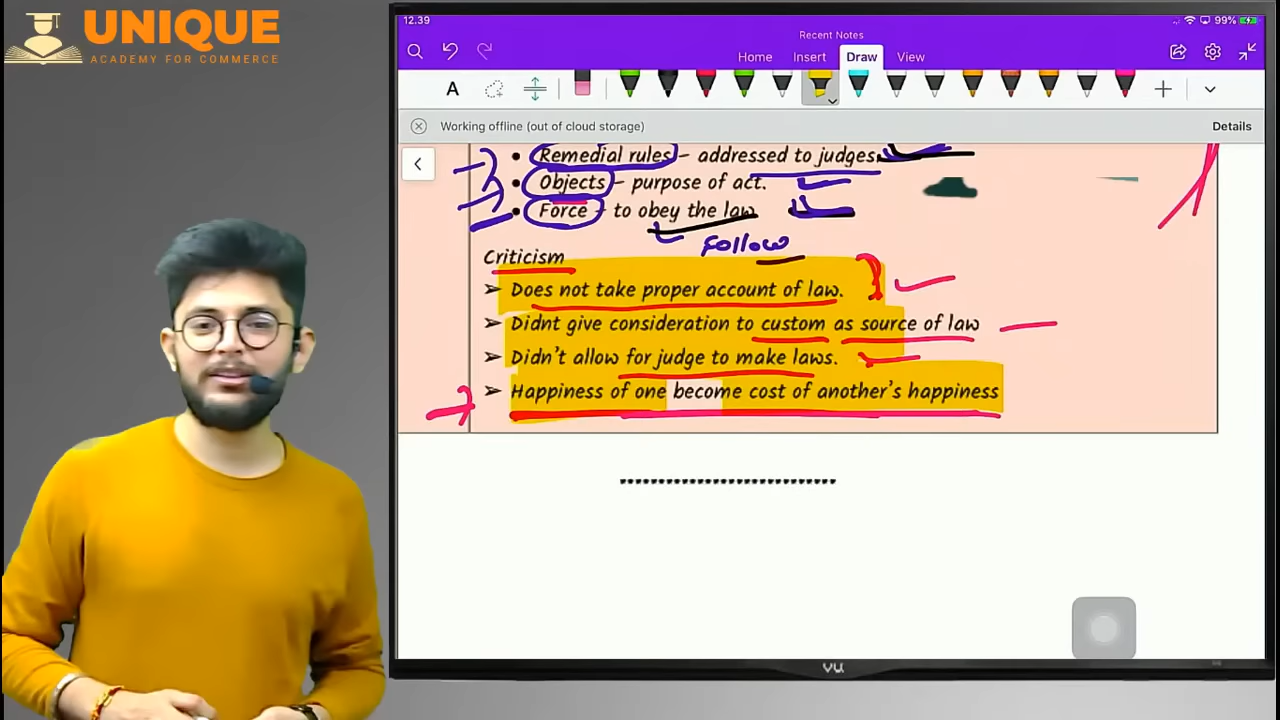 UNIQUE
ACADEMY FOR COMMERCE
12.39
99%
Recent Notes
Home Insert Draw View
A
Working offline (out of cloud storage)
Details
• Remedial rules – addressed to judges
• Objects – purpose of act.
• Force – to obey the law
Follow
Criticism
➢ Does not take proper account of law.
➢ Didnt give consideration to custom as source of law
➢ Didn't allow for judge to make laws.
➢ Happiness of one become cost of another's happiness
vu